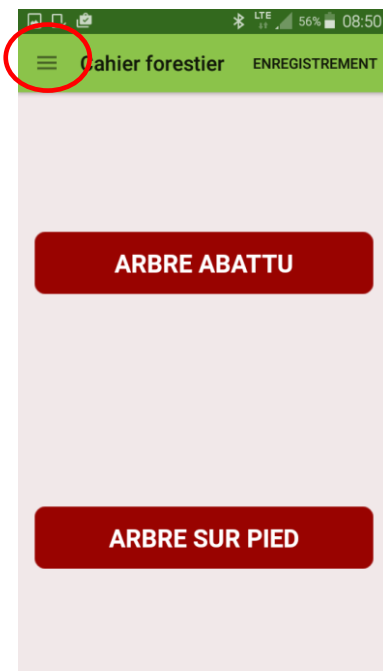 LTE 56% 08:50
Cahier forestier ENREGISTREMENT
ARBRE ABATTU
ARBRE SUR PIED